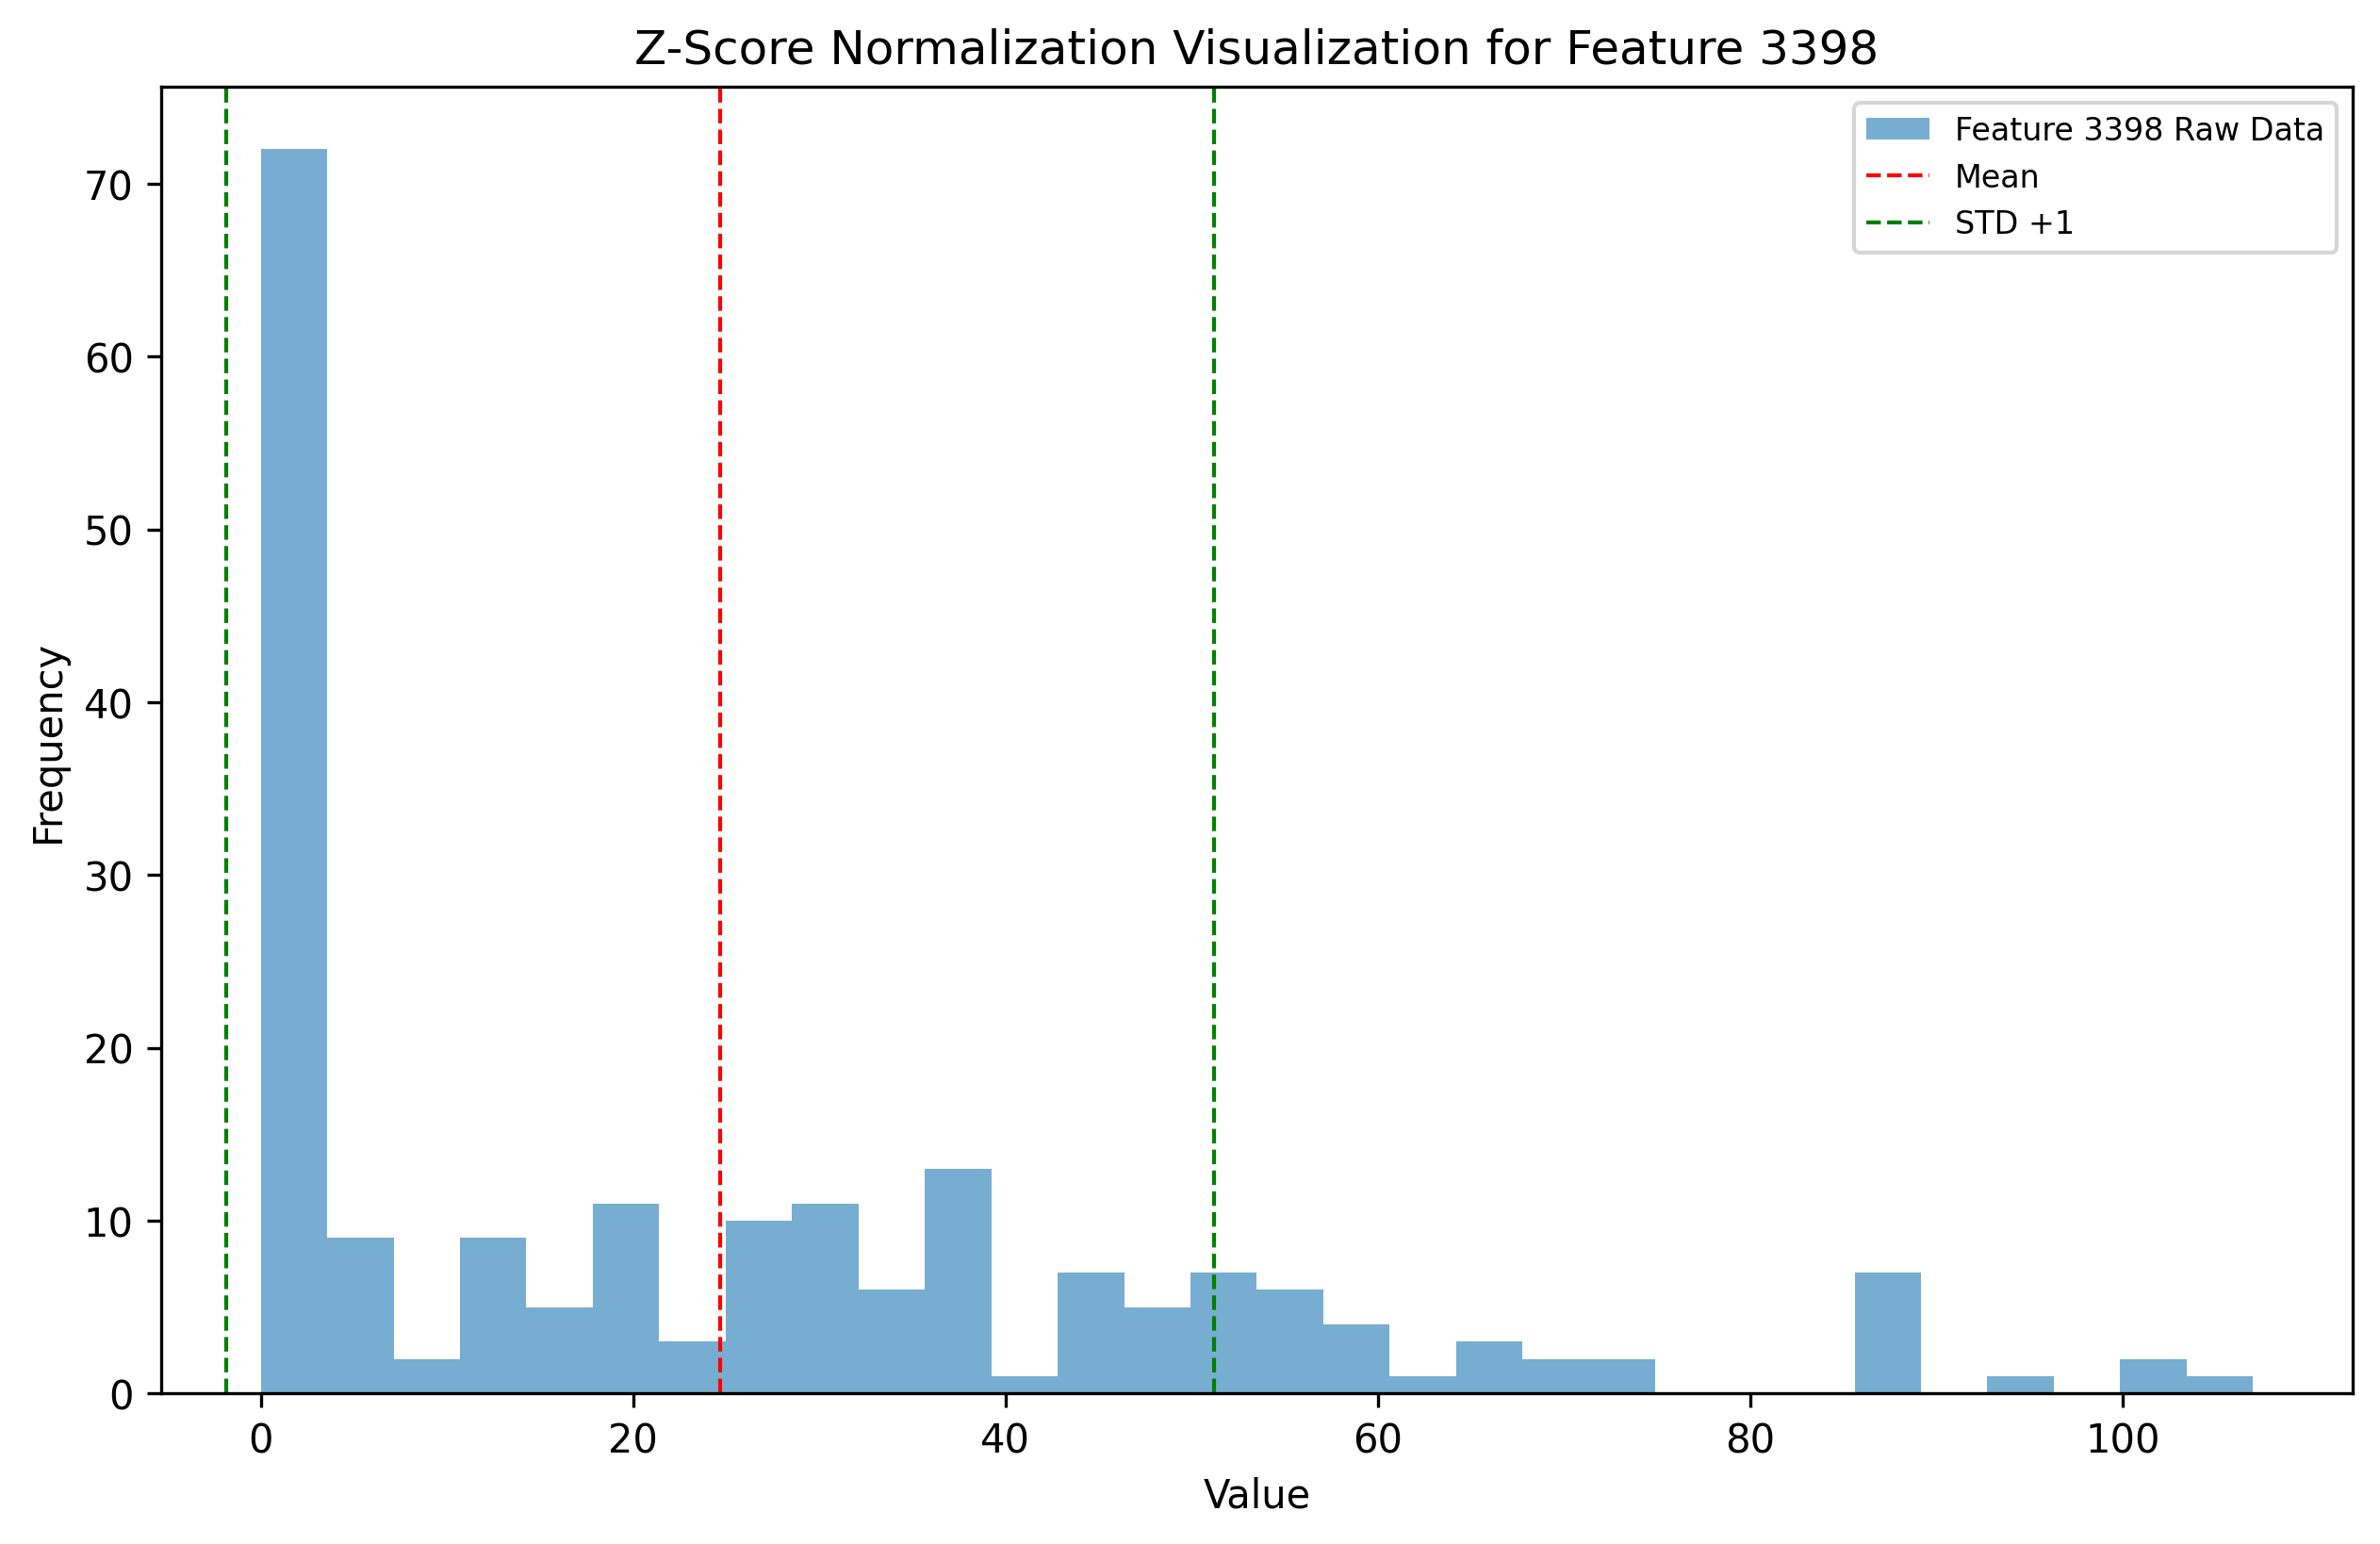 Z-Score Normalization Visualization for Feature 3398
Feature 3398 Raw Data
Mean
STD +1
70
60
50
40
30
20
10
0
Frequency
0 20 40 60 80 100
Value